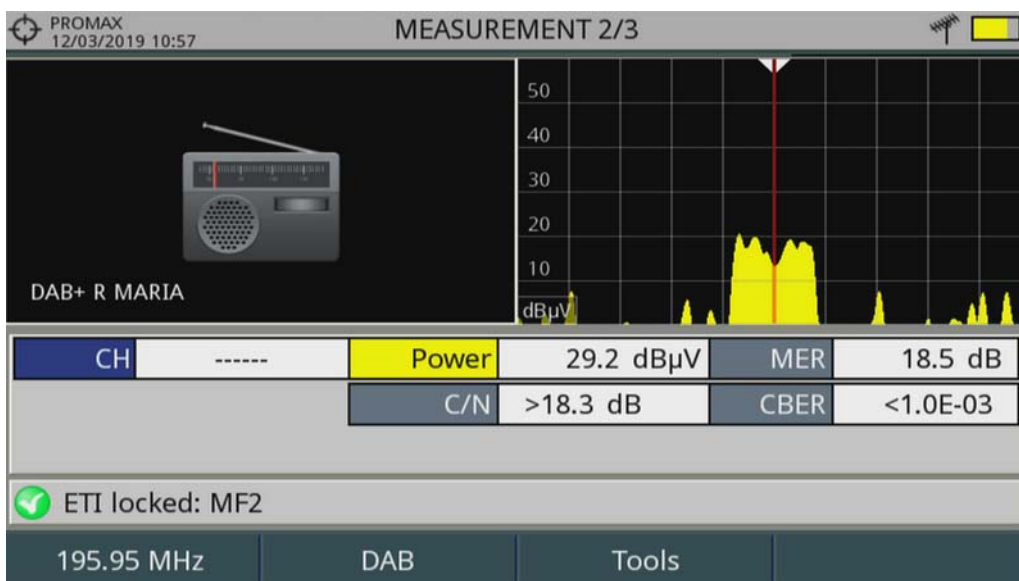 PROMAX
12/03/2019 10:57
MEASUREMENT 2/3
DAB+ R MARIA
50
40
30
20
10
dBµV
CH ------ Power 29.2 dBµV MER 18.5 dB
C/N >18.3 dB CBER <1.0E-03
ETI locked: MF2
195.95 MHz DAB Tools